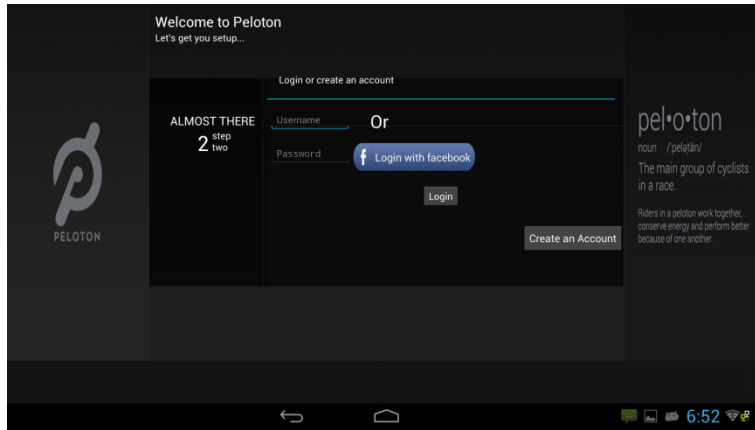 Welcome to Peloton
Let's get you setup...
Login or create an account
ALMOST THERE
2 step two
Username
Or
Password
f Login with facebook
Login
Create an Account
PELOTON
pel•o•ton
noun /'pelətän/
The main group of cyclists
in a race.
Riders in a peloton work together,
conserve energy and perform better
because of one another.
6:52